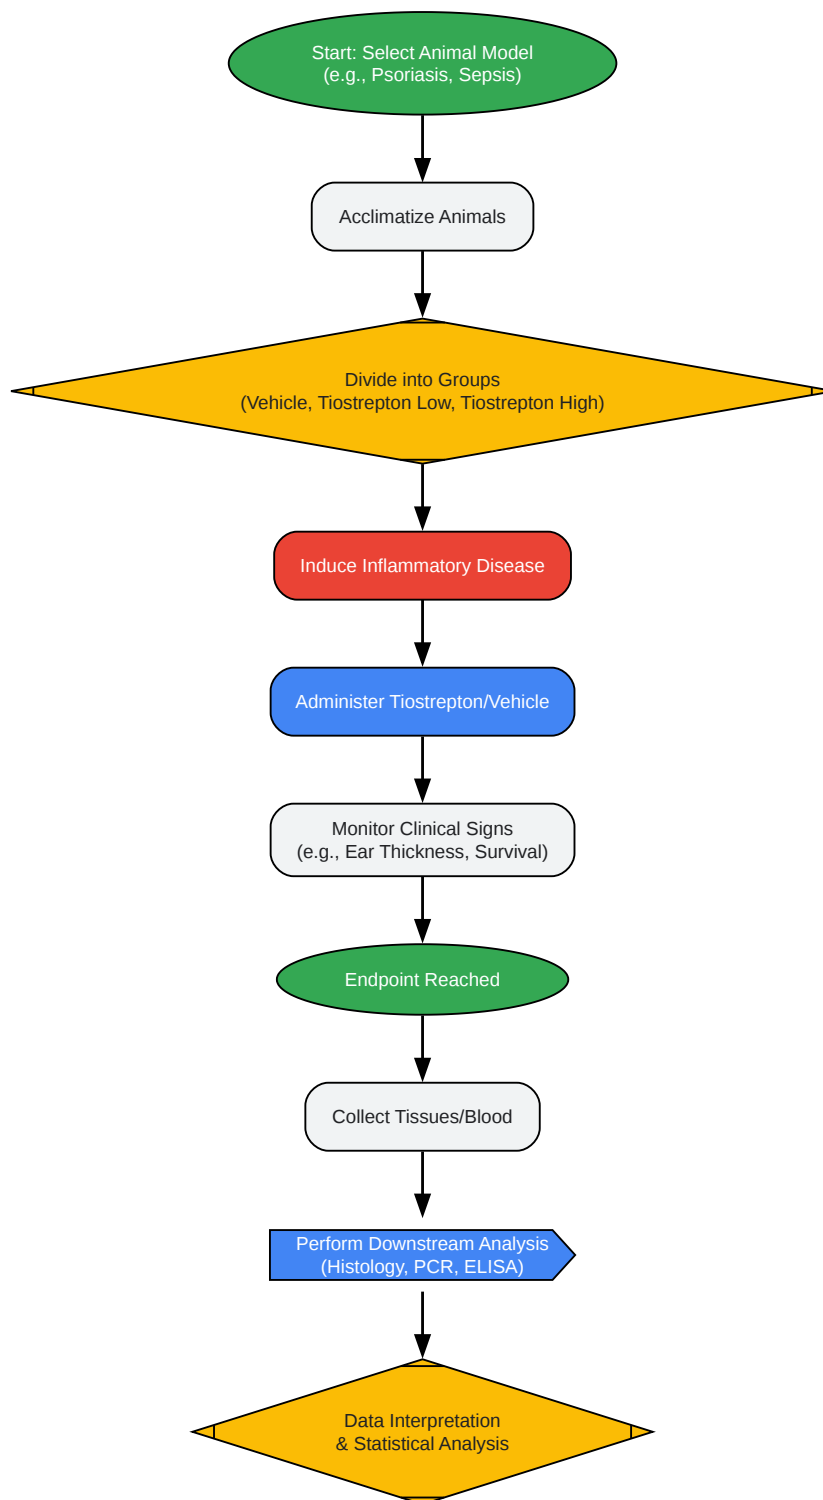 Start: Select Animal Model
(e.g., Psoriasis, Sepsis)
Acclimatize Animals
Divide into Groups
(Vehicle, Tiostrepton Low, Tiostrepton High)
Induce Inflammatory Disease
Administer Tiostrepton/Vehicle
Monitor Clinical Signs
(e.g., Ear Thickness, Survival)
Endpoint Reached
Collect Tissues/Blood
Perform Downstream Analysis
(Histology, PCR, ELISA)
Data Interpretation
& Statistical Analysis